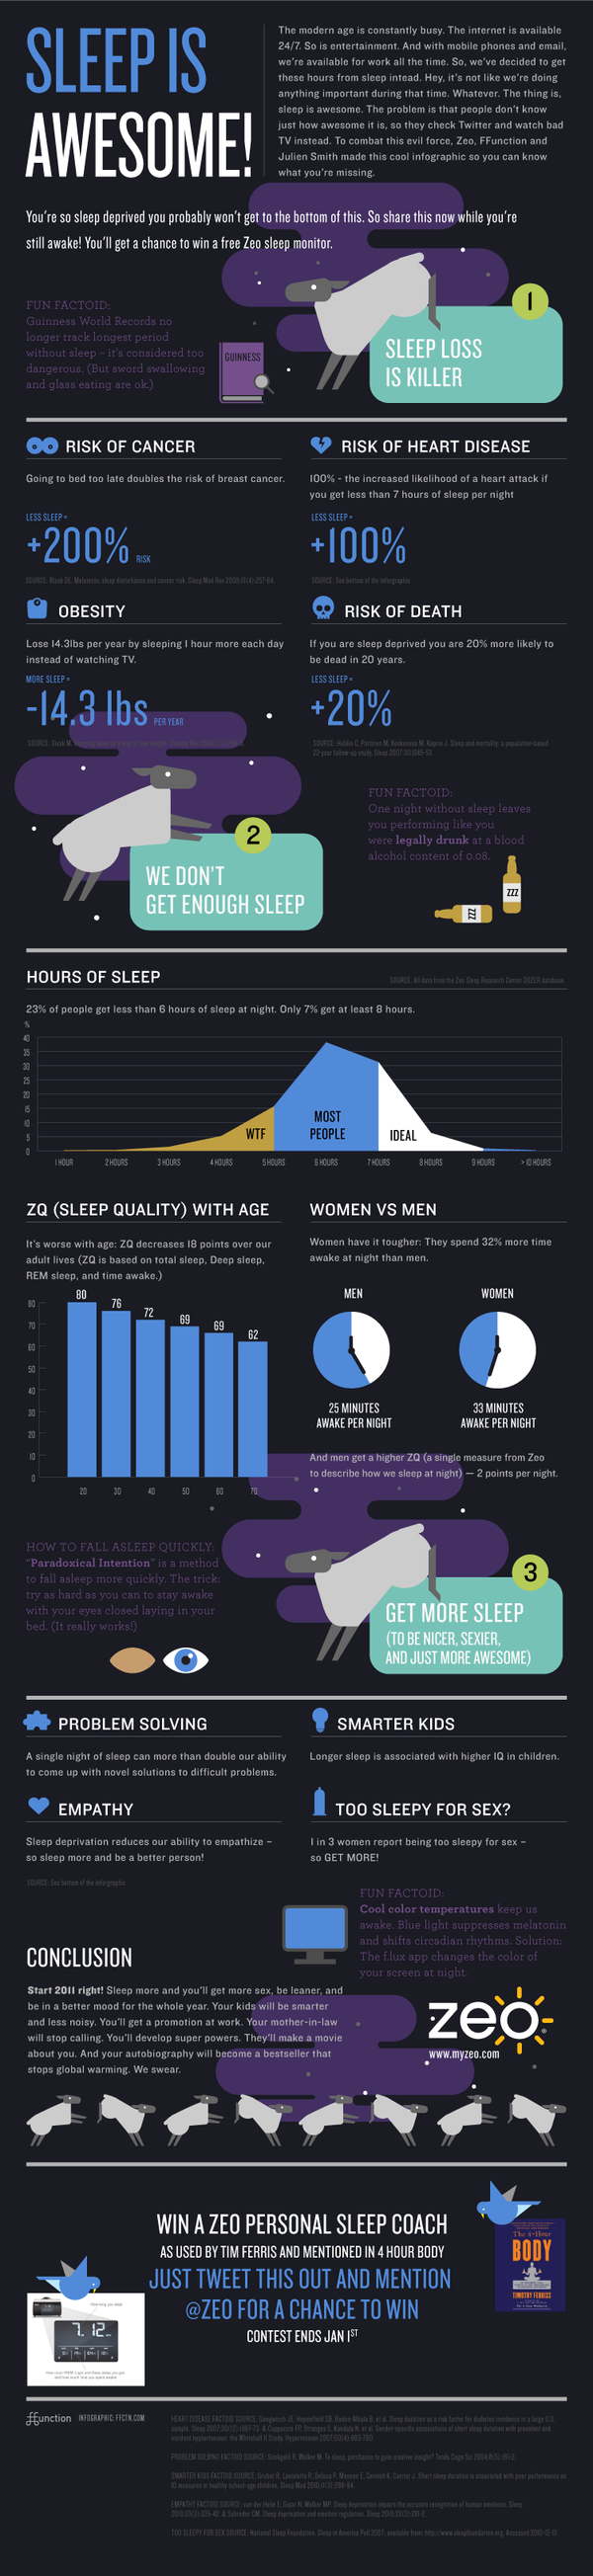 SLEEP IS
AWESOME!
The modern age is constantly busy. The internet is available
24/7. So is entertainment. And with mobile phones and email,
we're available for work all the time. So, we've decided to get
these hours from sleep intead. Hey, it's not like we're doing
anything important during that time. Whatever. The thing is,
sleep is awesome. The problem is that people don't know
just how awesome it is, so they check Twitter and watch bad
TV instead. To combat this evil force, Zeo, FFunction and
Julien Smith made this cool infographic so you can know
what you're missing.
You're so sleep deprived you probably won't get to the bottom of this. So share this now while you're
still awake! You'll get a chance to win a free Zeo sleep monitor.
FUN FACTOID:
Guinness World Records no
longer track longest period
without sleep – it's considered too
dangerous. (But sword swallowing
and glass eating are ok.)
GUINNESS
1
SLEEP LOSS
IS KILLER
RISK OF CANCER
Going to bed too late doubles the risk of breast cancer.
LESS SLEEP =
+200% RISK
SOURCE: Blask DE. Melatonin, sleep disturbance and cancer risk. Sleep Med Rev 2009;13(4):257-64.
RISK OF HEART DISEASE
100% - the increased likelihood of a heart attack if
you get less than 7 hours of sleep per night
LESS SLEEP =
+100%
SOURCE: See bottom of the infographic
OBESITY
Lose 14.3lbs per year by sleeping 1 hour more each day
instead of watching TV.
MORE SLEEP =
-14.3 lbs PER YEAR
RISK OF DEATH
If you are sleep deprived you are 20% more likely to
be dead in 20 years.
LESS SLEEP =
+20%
SOURCE: Hublin C, Partinen M, Koskenvuo M, Kaprio J. Sleep and mortality: a population-based
22-year follow-up study. Sleep 2007;30:1245-53
2
WE DON'T
GET ENOUGH SLEEP
FUN FACTOID:
One night without sleep leaves
you performing like you
were legally drunk at a blood
alcohol content of 0.08.
ZZZ
ZZZ
HOURS OF SLEEP
SOURCE: All data from the Zeo Sleep Research Center DOZER database
23% of people get less than 6 hours of sleep at night. Only 7% get at least 8 hours.
%
40
35
30
25
20
15
10
5
0
WTF
MOST
PEOPLE
IDEAL
1 HOUR 2 HOURS 3 HOURS 4 HOURS 5 HOURS 6 HOURS 7 HOURS 8 HOURS 9 HOURS > 10 HOURS
ZQ (SLEEP QUALITY) WITH AGE
It's worse with age: ZQ decreases 18 points over our
adult lives (ZQ is based on total sleep, Deep sleep,
REM sleep, and time awake.)
80 76 72 69 69 62
80
70
60
50
40
30
20
10
0
20 30 40 50 60 70
WOMEN VS MEN
Women have it tougher: They spend 32% more time
awake at night than men.
MEN WOMEN
25 MINUTES
AWAKE PER NIGHT
33 MINUTES
AWAKE PER NIGHT
And men get a higher ZQ (a single measure from Zeo
to describe how we sleep at night) — 2 points per night.
HOW TO FALL ASLEEP QUICKLY:
"Paradoxical Intention" is a method
to fall asleep more quickly. The trick:
try as hard as you can to stay awake
with your eyes closed laying in your
bed. (It really works!)
3
GET MORE SLEEP
(TO BE NICER, SEXIER,
AND JUST MORE AWESOME)
PROBLEM SOLVING
A single night of sleep can more than double our ability
to come up with novel solutions to difficult problems.
SMARTER KIDS
Longer sleep is associated with higher IQ in children.
EMPATHY
Sleep deprivation reduces our ability to empathize –
so sleep more and be a better person!
SOURCE: See bottom of the infographic
TOO SLEEPY FOR SEX?
1 in 3 women report being too sleepy for sex –
so GET MORE!
FUN FACTOID:
Cool color temperatures keep us
awake. Blue light suppresses melatonin
and shifts circadian rhythms. Solution:
The f.lux app changes the color of
your screen at night.
CONCLUSION
Start 2011 right! Sleep more and you'll get more sex, be leaner, and
be in a better mood for the whole year. Your kids will be smarter
and less noisy. You'll get a promotion at work. Your mother-in-law
will stop calling. You'll develop super powers. They'll make a movie
about you. And your autobiography will become a bestseller that
stops global warming. We swear.
zeo
www.myzeo.com
WIN A ZEO PERSONAL SLEEP COACH
AS USED BY TIM FERRIS AND MENTIONED IN 4 HOUR BODY
JUST TWEET THIS OUT AND MENTION
@ZEO FOR A CHANCE TO WIN
CONTEST ENDS JAN 1ST
The 4-Hour
BODY
TIMOTHY FERRISS
7:12
ffunction INFOGRAPHIC: FFCTN.COM